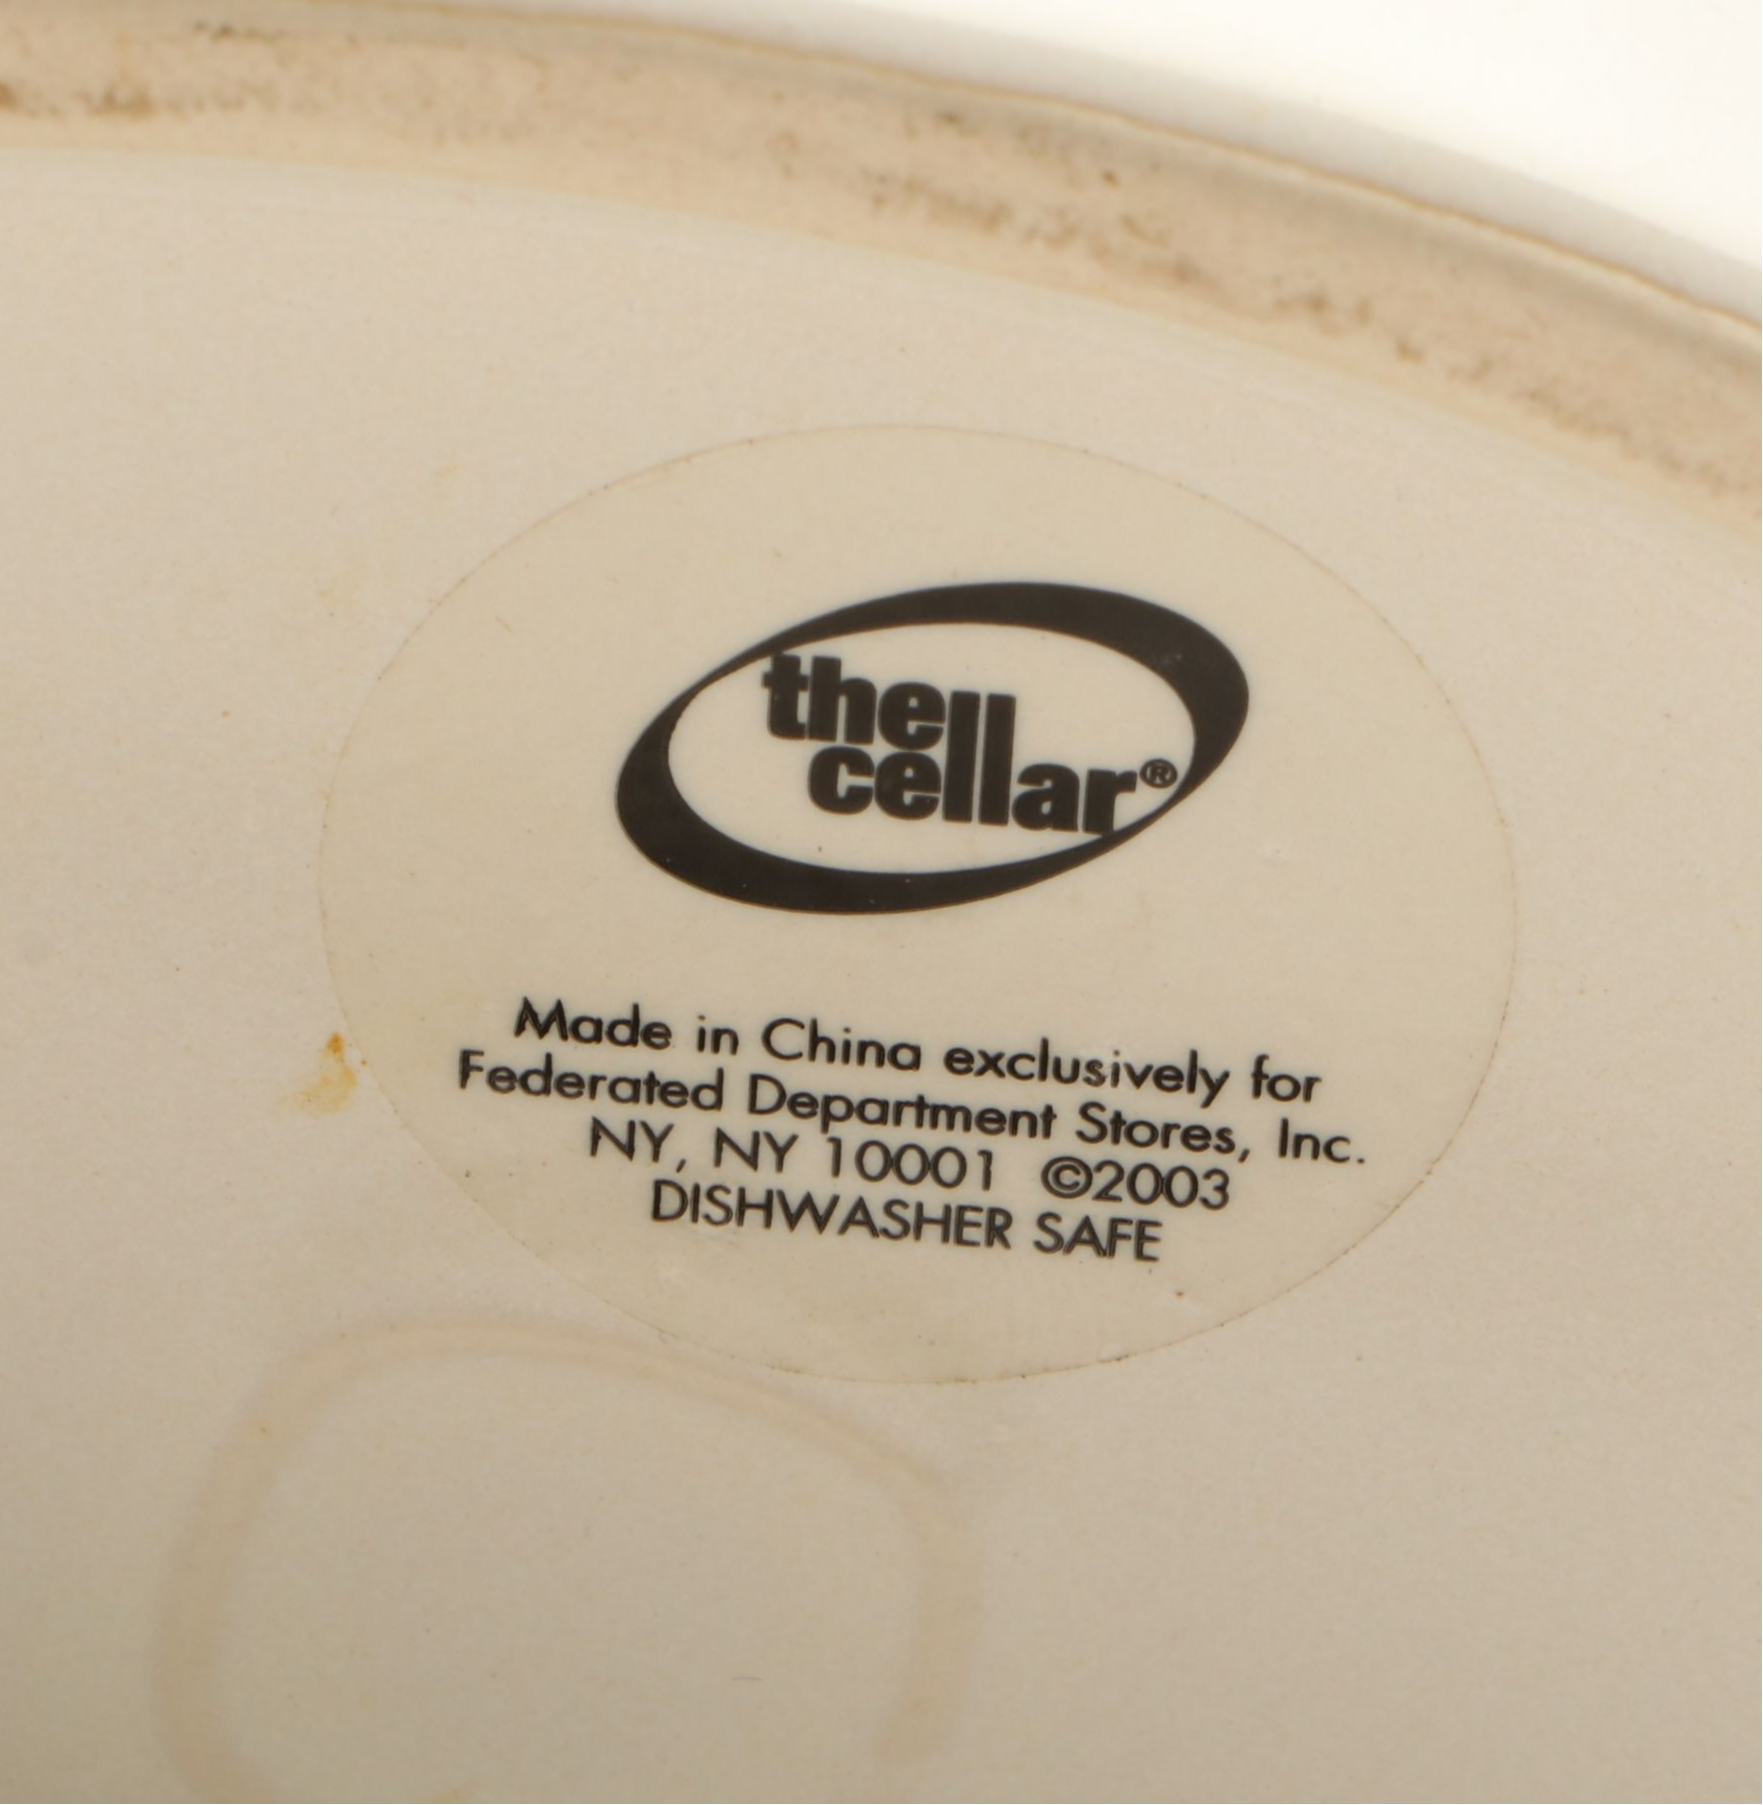 the
cellar®
Made in China exclusively for
Federated Department Stores, Inc.
NY, NY 10001 ©2003
DISHWASHER SAFE